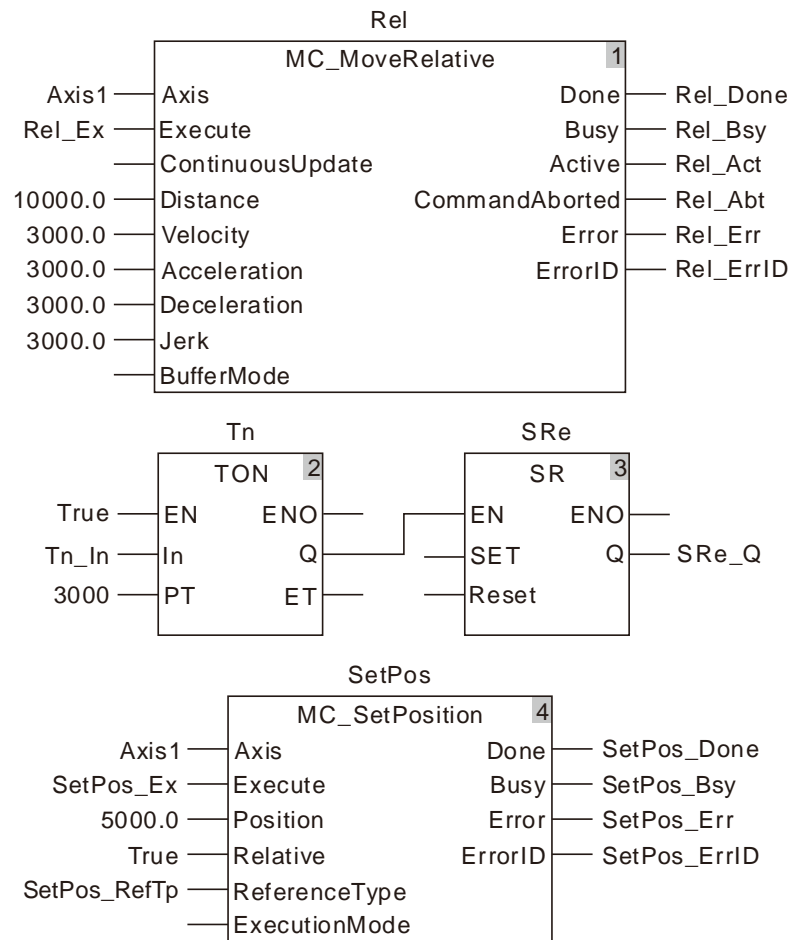 Rel
MC_MoveRelative 1
Axis1 Axis Done Rel_Done
Rel_Ex Execute Busy Rel_Bsy
ContinuousUpdate Active Rel_Act
10000.0 Distance CommandAborted Rel_Abt
3000.0 Velocity Error Rel_Err
3000.0 Acceleration ErrorID Rel_ErrID
3000.0 Deceleration
3000.0 Jerk
BufferMode
Tn SRe
TON 2 SR 3
True EN ENO EN ENO
Tn_In In Q SET Q SRe_Q
3000 PT ET Reset
SetPos
MC_SetPosition 4
Axis1 Axis Done SetPos_Done
SetPos_Ex Execute Busy SetPos_Bsy
5000.0 Position Error SetPos_Err
True Relative ErrorID SetPos_ErrID
SetPos_RefTp ReferenceType
ExecutionMode